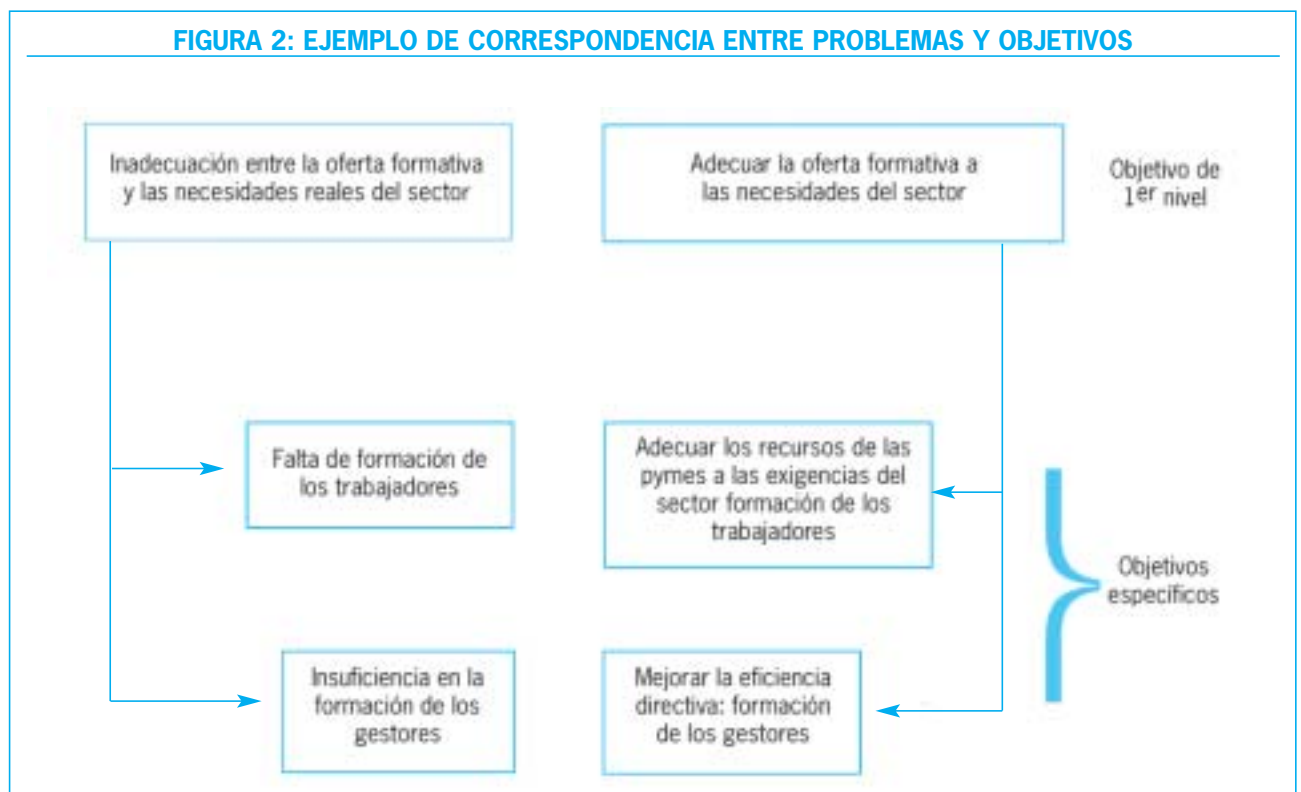 FIGURA 2: EJEMPLO DE CORRESPONDENCIA ENTRE PROBLEMAS Y OBJETIVOS
Inadecuación entre la oferta formativa
y las necesidades reales del sector
Adecuar la oferta formativa a
las necesidades del sector
Objetivo de
1er nivel
Falta de formación de
los trabajadores
Adecuar los recursos de las
pymes a las exigencias del
sector formación de los
trabajadores
Objetivos
específicos
Insuficiencia en la
formación de los
gestores
Mejorar la eficiencia
directiva: formación
de los gestores